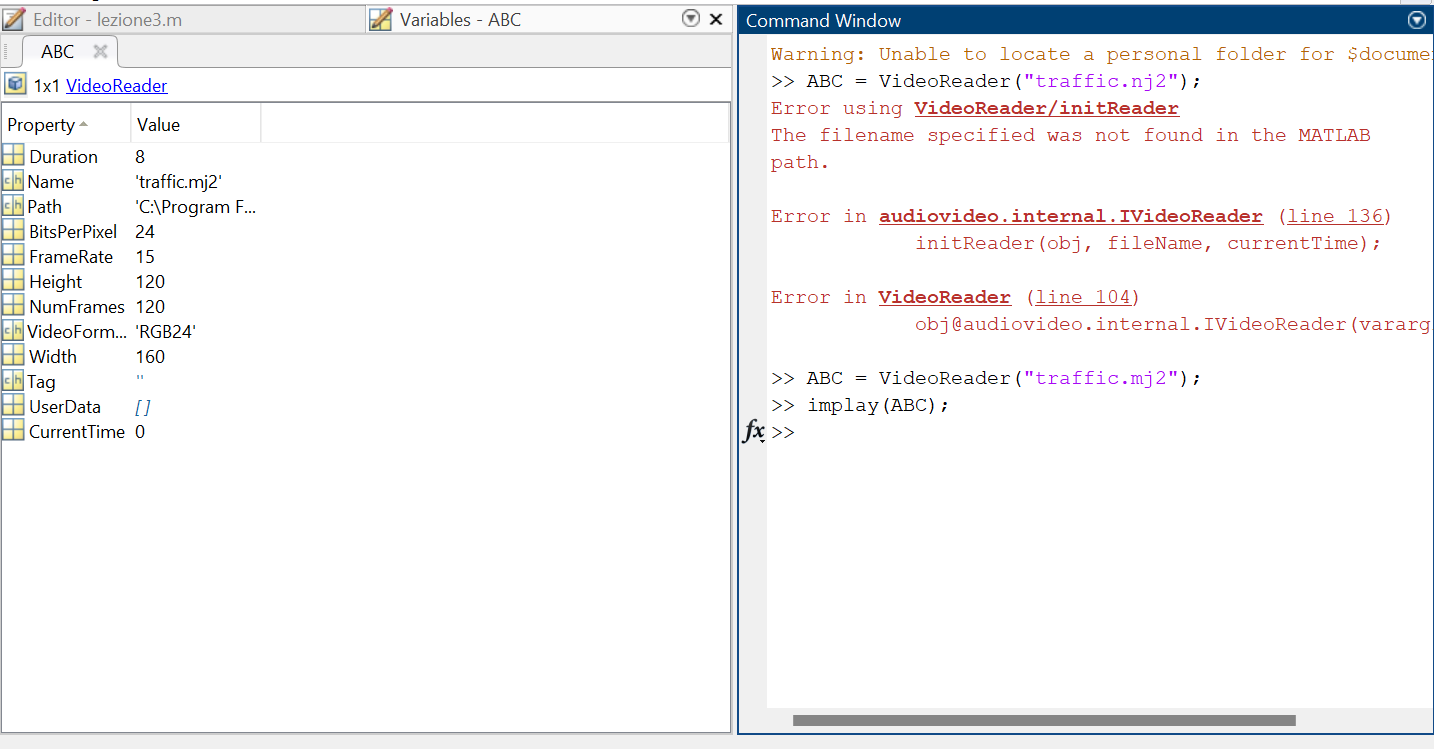 Editor - lezione3.m
Variables - ABC
ABC
1x1 VideoReader
Property Value
Duration 8
Name 'traffic.mj2'
Path 'C:\Program F...
BitsPerPixel 24
FrameRate 15
Height 120
NumFrames 120
VideoForm... 'RGB24'
Width 160
Tag ''
UserData []
CurrentTime 0
Command Window
Warning: Unable to locate a personal folder for $docume
>> ABC = VideoReader("traffic.nj2");
Error using VideoReader/initReader
The filename specified was not found in the MATLAB
path.
Error in audiovideo.internal.IVideoReader (line 136)
initReader(obj, fileName, currentTime);
Error in VideoReader (line 104)
obj@audiovideo.internal.IVideoReader(vararg
>> ABC = VideoReader("traffic.mj2");
>> implay(ABC);
fx >>